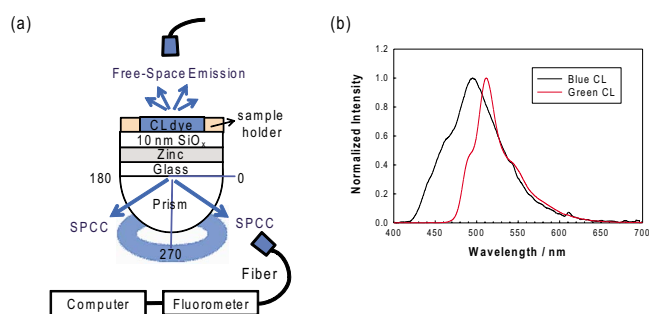 (a)
Free-Space Emission
CL dye
sample
holder
10 nm SiOₓ
Zinc
Glass
180
0
Prism
SPCC
SPCC
270
Fiber
Computer
Fluorometer
(b)
Normalized Intensity
1.2
1.0
0.8
0.6
0.4
0.2
0.0
Blue CL
Green CL
400
450
500
550
600
650
700
Wavelength / nm